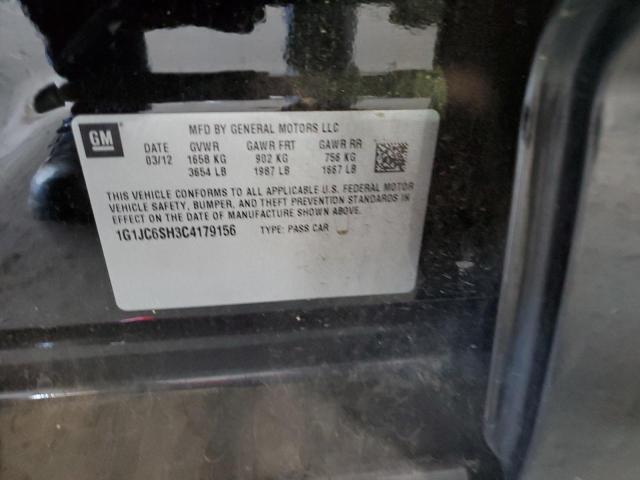 GM
MFD BY GENERAL MOTORS LLC
DATE GVWR GAWR FRT GAWR RR
03/12 1658 KG 902 KG 756 KG
3654 LB 1987 LB 1667 LB
THIS VEHICLE CONFORMS TO ALL APPLICABLE U.S. FEDERAL MOTOR
VEHICLE SAFETY, BUMPER, AND THEFT PREVENTION STANDARDS IN
EFFECT ON THE DATE OF MANUFACTURE SHOWN ABOVE.
1G1JC6SH3C4179156 TYPE: PASS CAR